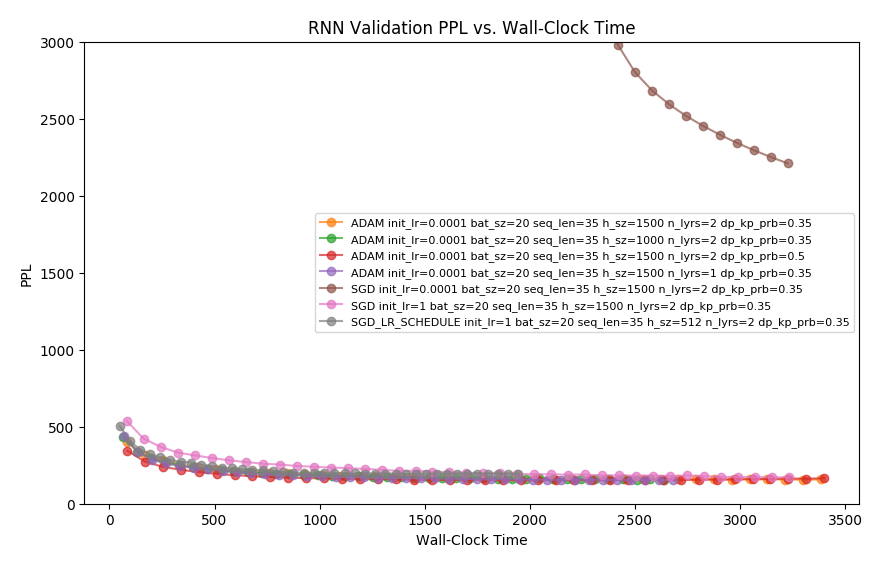 RNN Validation PPL vs. Wall-Clock Time
3000
2500
2000
1500
1000
500
0
PPL
ADAM init_lr=0.0001 bat_sz=20 seq_len=35 h_sz=1500 n_lyrs=2 dp_kp_prb=0.35
ADAM init_lr=0.0001 bat_sz=20 seq_len=35 h_sz=1000 n_lyrs=2 dp_kp_prb=0.35
ADAM init_lr=0.0001 bat_sz=20 seq_len=35 h_sz=1500 n_lyrs=2 dp_kp_prb=0.5
ADAM init_lr=0.0001 bat_sz=20 seq_len=35 h_sz=1500 n_lyrs=1 dp_kp_prb=0.35
SGD init_lr=0.0001 bat_sz=20 seq_len=35 h_sz=1500 n_lyrs=2 dp_kp_prb=0.35
SGD init_lr=1 bat_sz=20 seq_len=35 h_sz=1500 n_lyrs=2 dp_kp_prb=0.35
SGD_LR_SCHEDULE init_lr=1 bat_sz=20 seq_len=35 h_sz=512 n_lyrs=2 dp_kp_prb=0.35
0 500 1000 1500 2000 2500 3000 3500
Wall-Clock Time